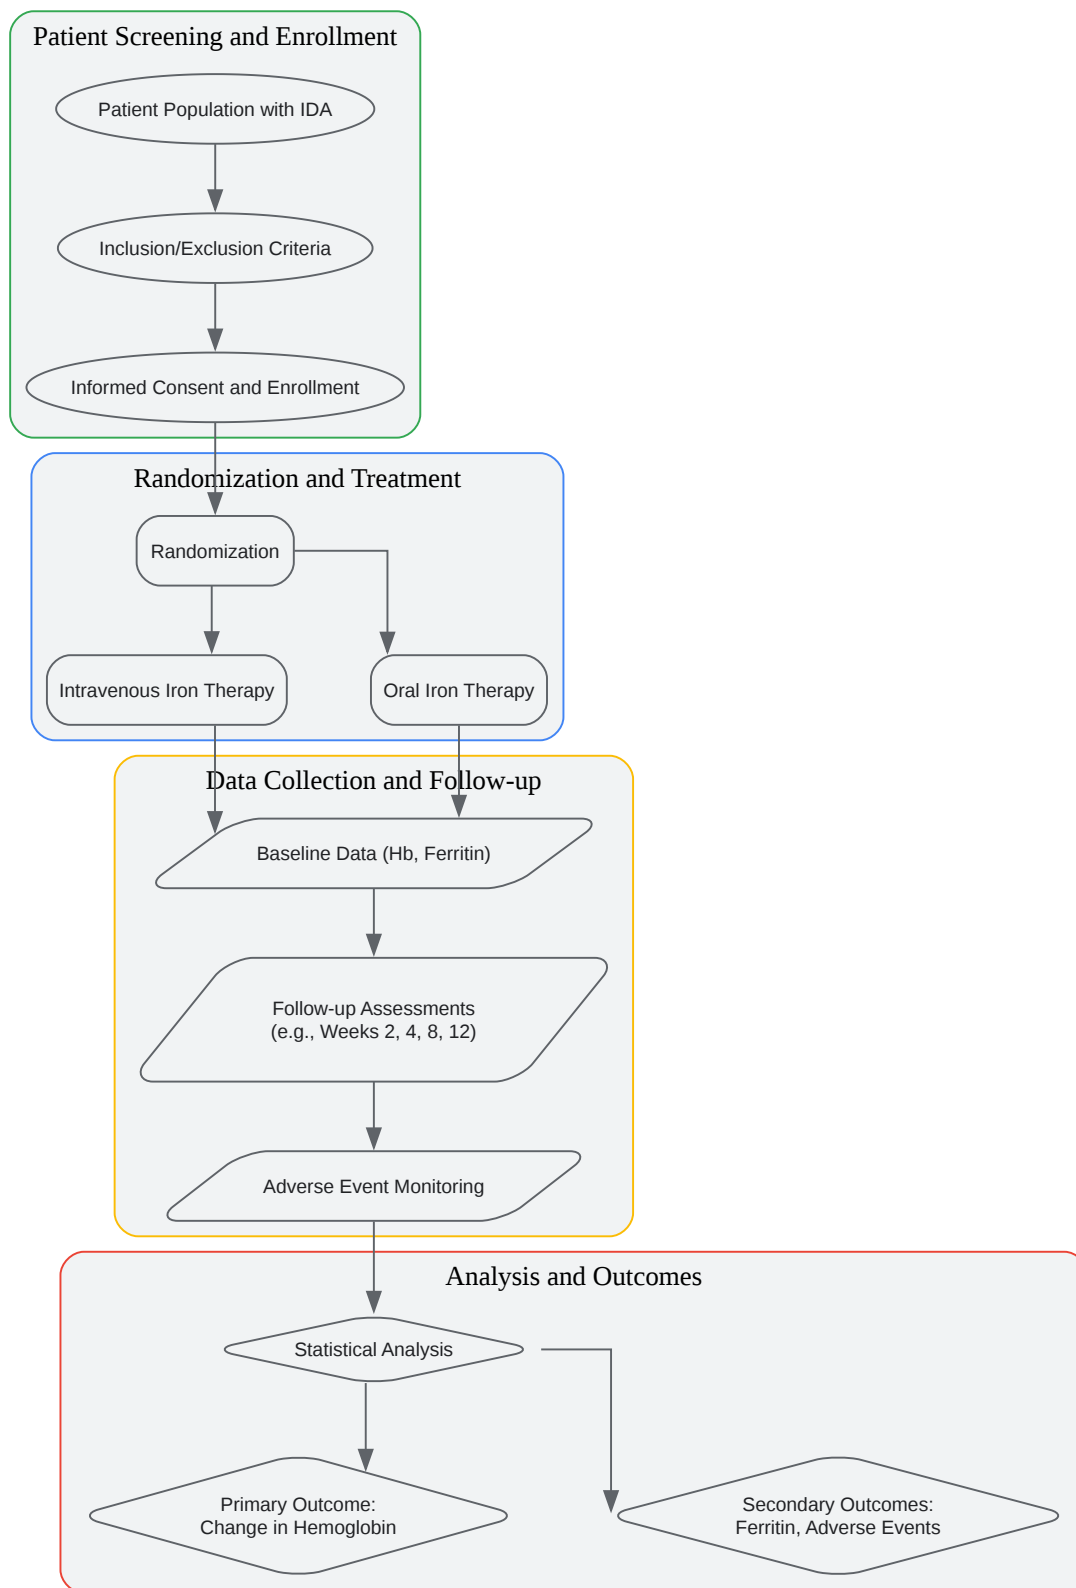 Patient Screening and Enrollment
Patient Population with IDA
Inclusion/Exclusion Criteria
Informed Consent and Enrollment
Randomization and Treatment
Randomization
Intravenous Iron Therapy
Oral Iron Therapy
Data Collection and Follow-up
Baseline Data (Hb, Ferritin)
Follow-up Assessments
(e.g., Weeks 2, 4, 8, 12)
Adverse Event Monitoring
Analysis and Outcomes
Statistical Analysis
Primary Outcome:
Change in Hemoglobin
Secondary Outcomes:
Ferritin, Adverse Events